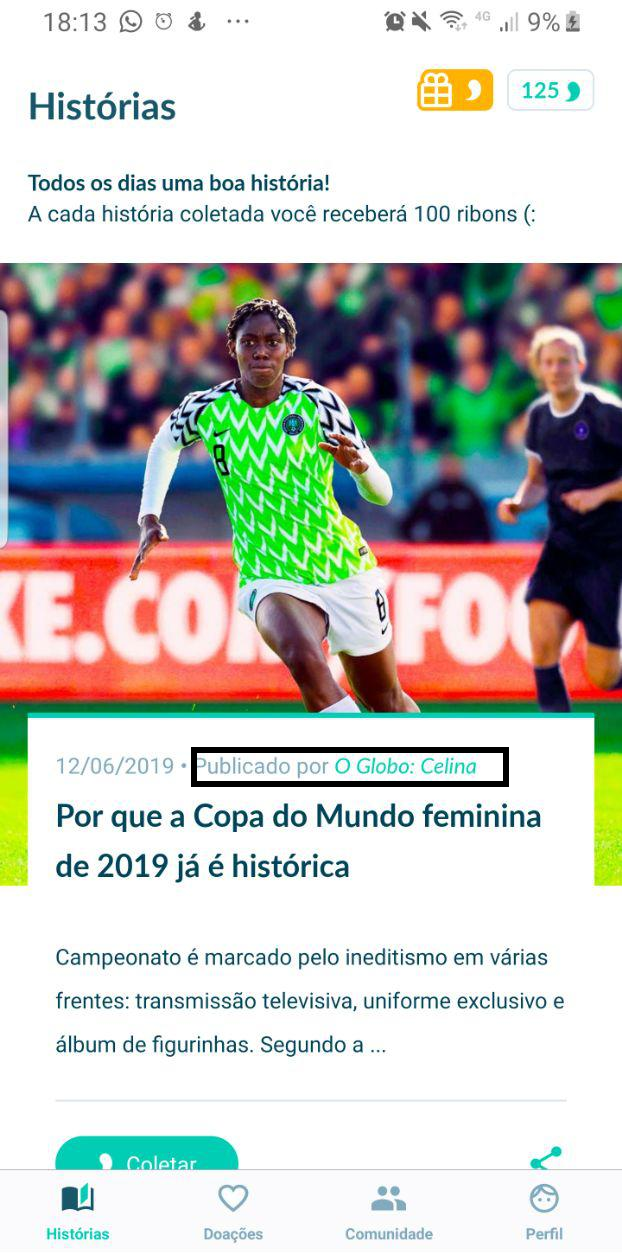 18:13 ... 4G 9%
Histórias
125
Todos os dias uma boa história!
A cada história coletada você receberá 100 ribons (:
8
8
KE.CO
FOO
12/06/2019 • Publicado por O Globo: Celina
Por que a Copa do Mundo feminina
de 2019 já é histórica
Campeonato é marcado pelo ineditismo em várias
frentes: transmissão televisiva, uniforme exclusivo e
álbum de figurinhas. Segundo a ...
Coletar
Histórias Doações Comunidade Perfil